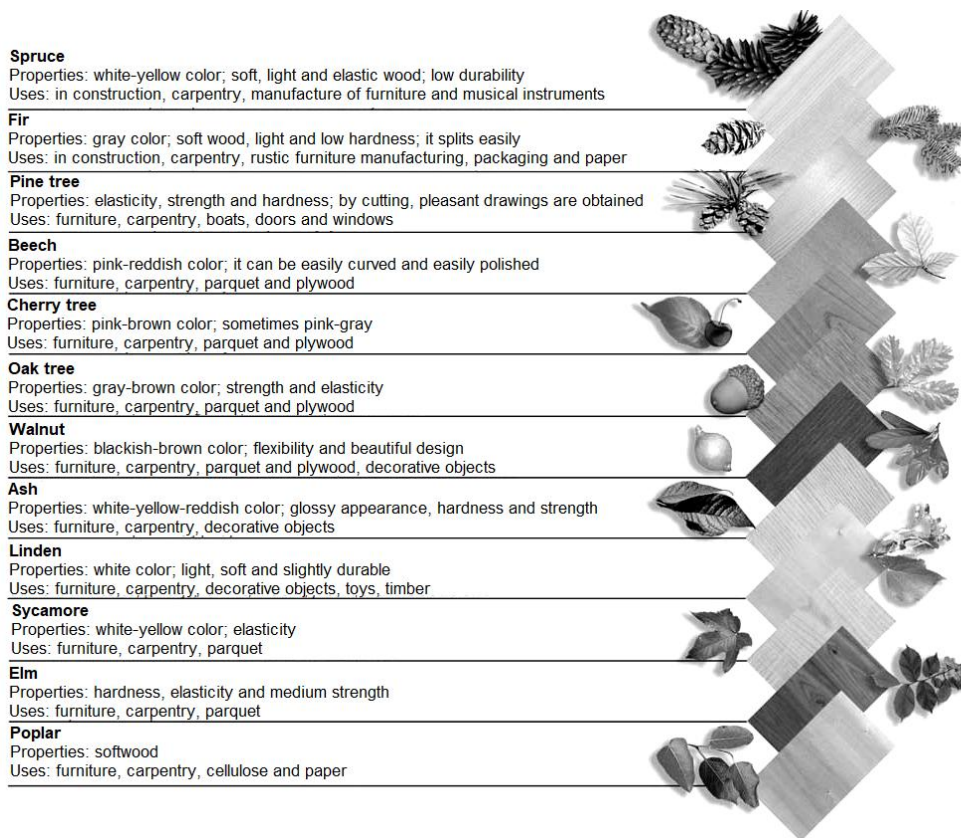 Spruce
Properties: white-yellow color; soft, light and elastic wood; low durability
Uses: in construction, carpentry, manufacture of furniture and musical instruments
Fir
Properties: gray color; soft wood, light and low hardness; it splits easily
Uses: in construction, carpentry, rustic furniture manufacturing, packaging and paper
Pine tree
Properties: elasticity, strength and hardness; by cutting, pleasant drawings are obtained
Uses: furniture, carpentry, boats, doors and windows
Beech
Properties: pink-reddish color; it can be easily curved and easily polished
Uses: furniture, carpentry, parquet and plywood
Cherry tree
Properties: pink-brown color; sometimes pink-gray
Uses: furniture, carpentry, parquet and plywood
Oak tree
Properties: gray-brown color; strength and elasticity
Uses: furniture, carpentry, parquet and plywood
Walnut
Properties: blackish-brown color; flexibility and beautiful design
Uses: furniture, carpentry, parquet and plywood, decorative objects
Ash
Properties: white-yellow-reddish color; glossy appearance, hardness and strength
Uses: furniture, carpentry, decorative objects
Linden
Properties: white color; light, soft and slightly durable
Uses: furniture, carpentry, decorative objects, toys, timber
Sycamore
Properties: white-yellow color; elasticity
Uses: furniture, carpentry, parquet
Elm
Properties: hardness, elasticity and medium strength
Uses: furniture, carpentry, parquet
Poplar
Properties: softwood
Uses: furniture, carpentry, cellulose and paper